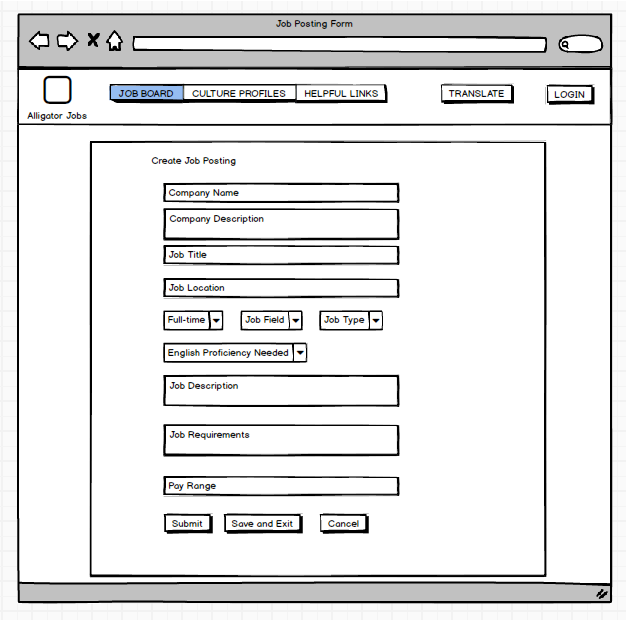 Job Posting Form
JOB BOARD CULTURE PROFILES HELPFUL LINKS TRANSLATE LOGIN
Alligator Jobs
Create Job Posting
Company Name
Company Description
Job Title
Job Location
Full-time Job Field Job Type
English Proficiency Needed
Job Description
Job Requirements
Pay Range
Submit Save and Exit Cancel